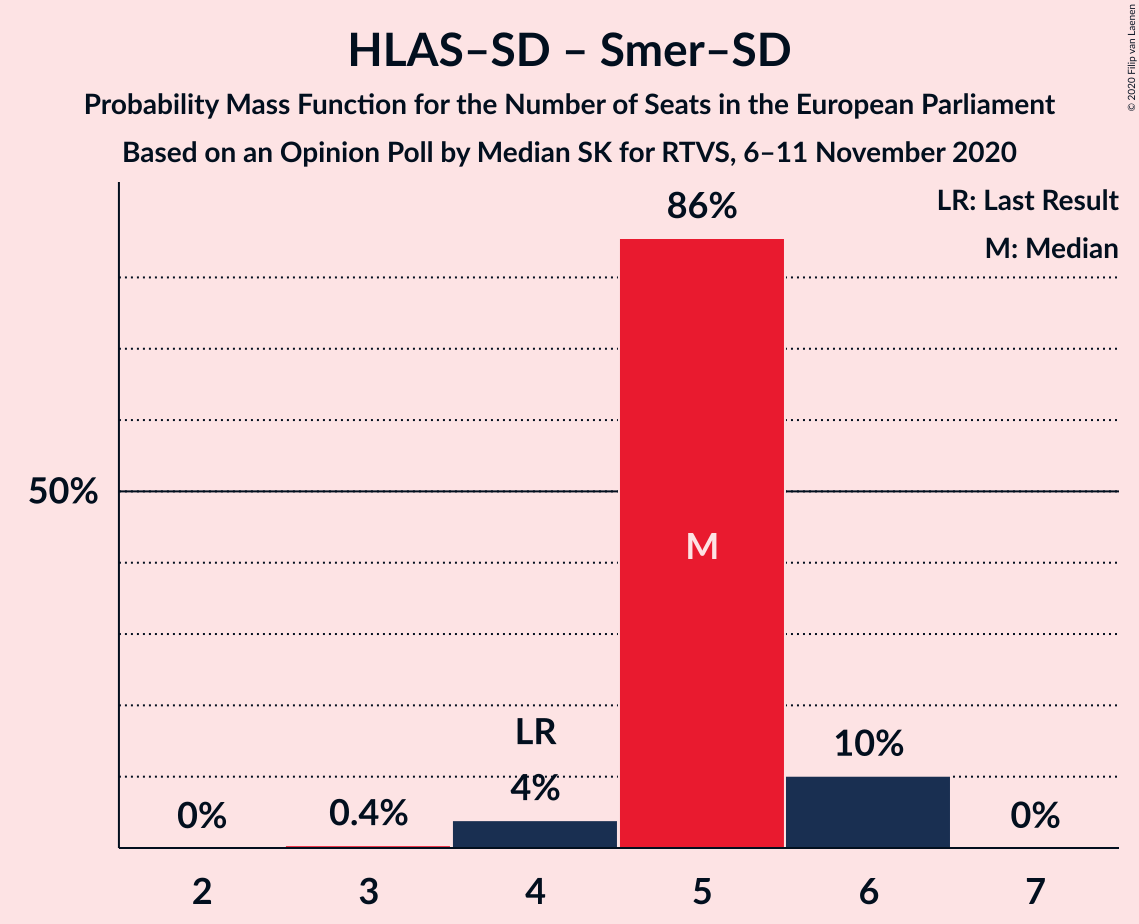 HLAS–SD – Smer–SD
Probability Mass Function for the Number of Seats in the European Parliament
Based on an Opinion Poll by Median SK for RTVS, 6–11 November 2020
© 2020 Filip van Laenen
LR: Last Result
M: Median
86%
50%
M
LR
4%
10%
0%
0.4%
0%
2 3 4 5 6 7